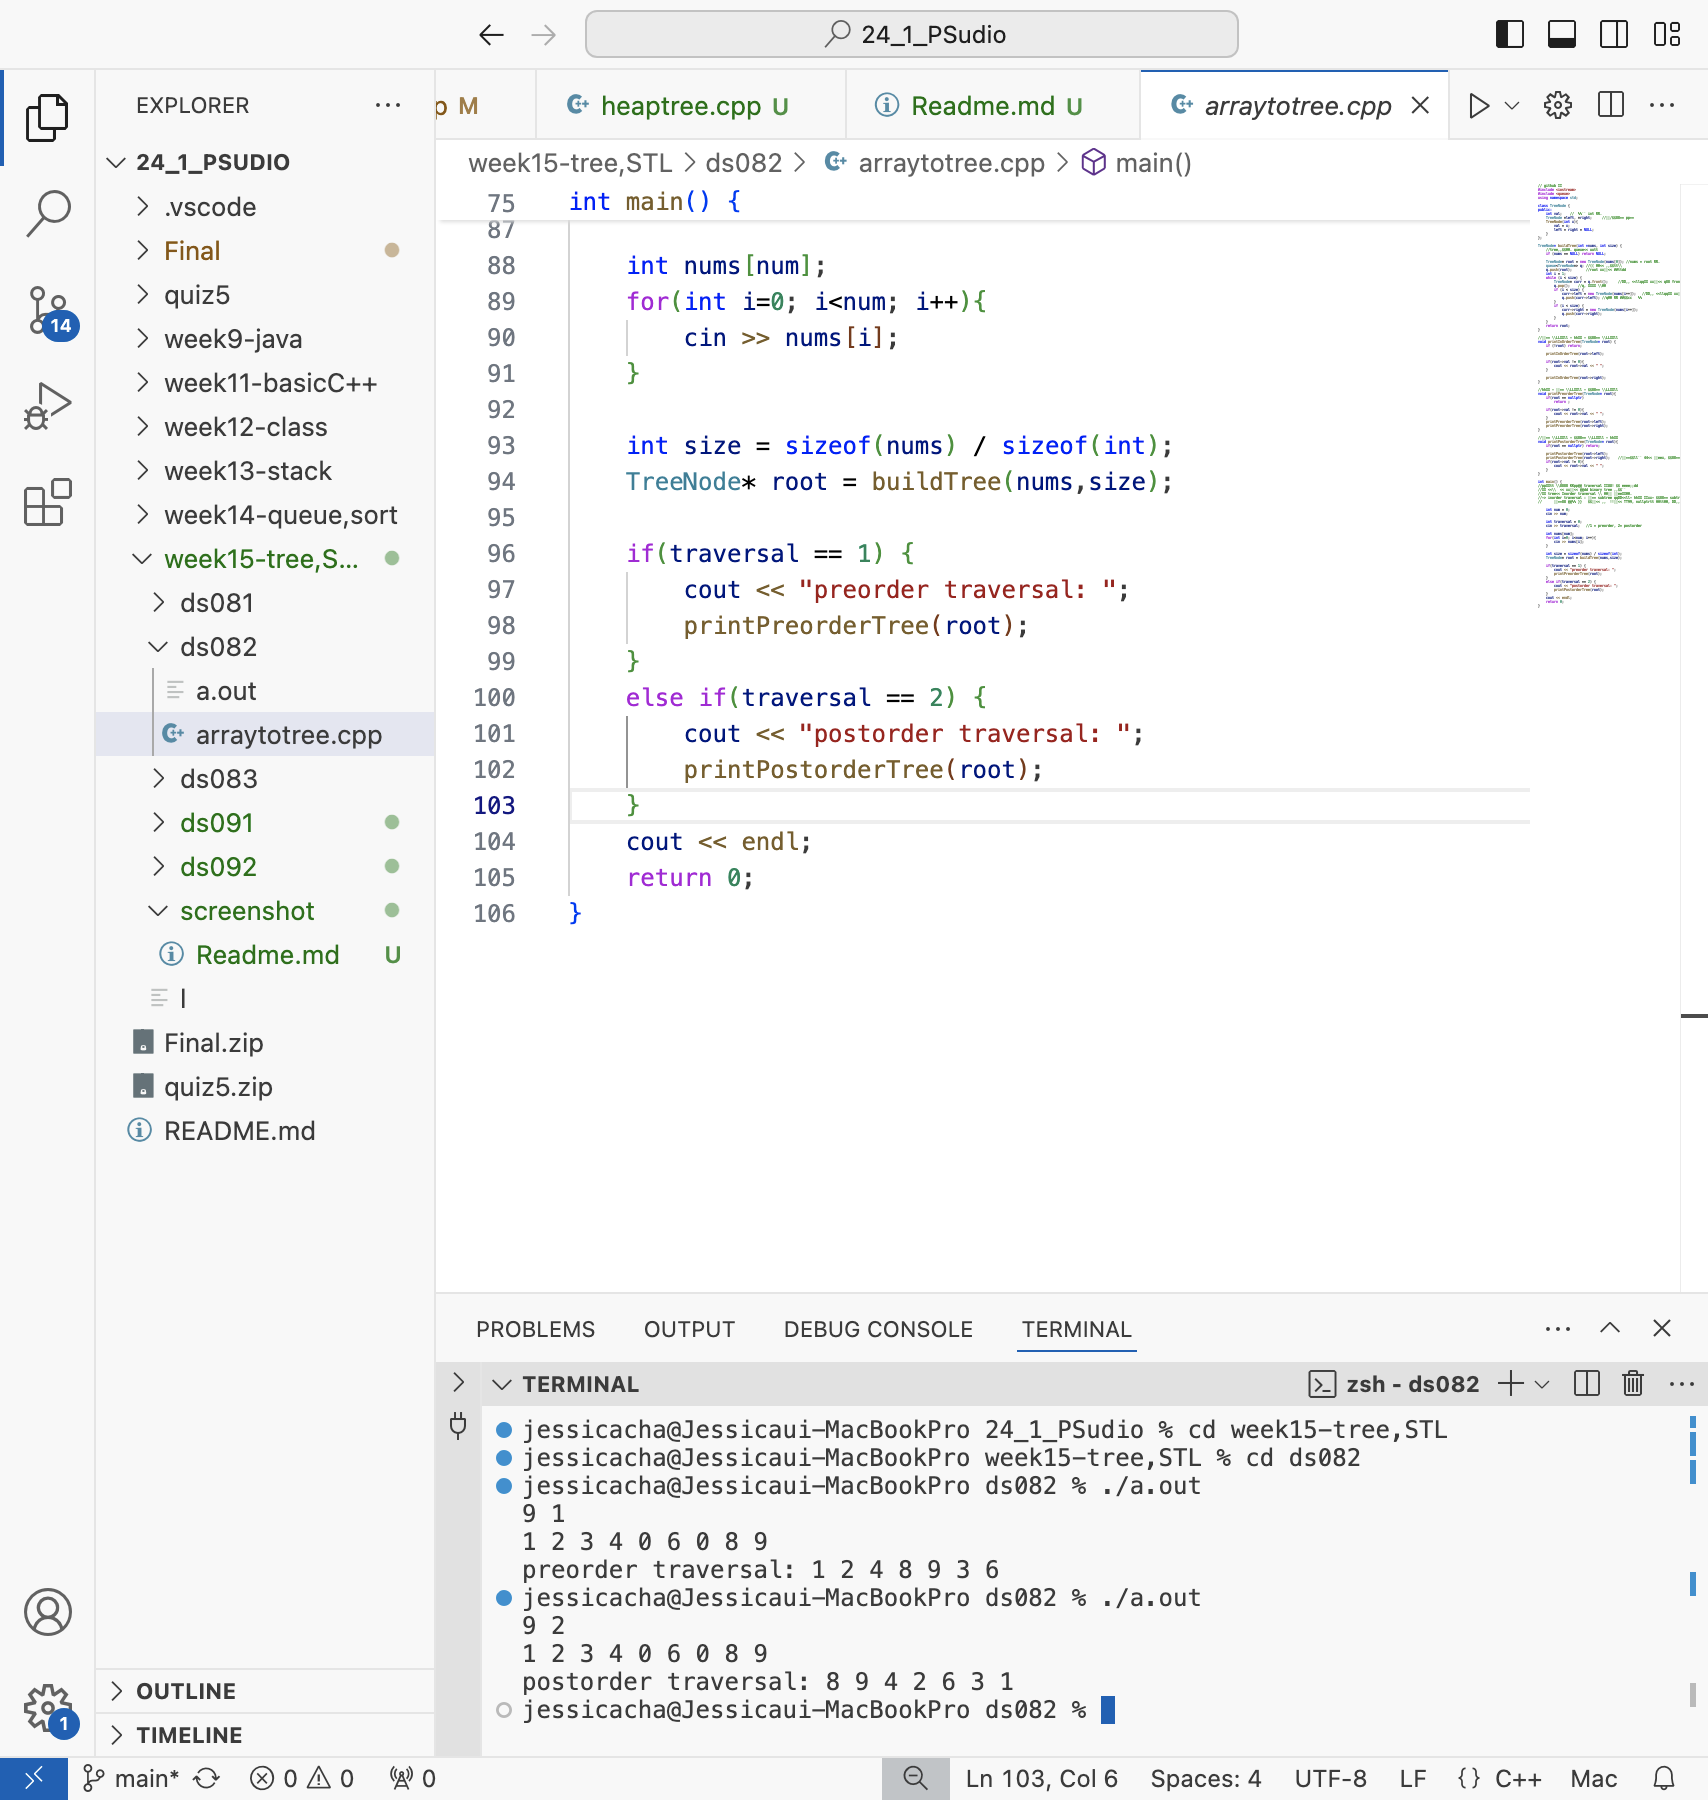 24_1_PSudio
EXPLORER
p M
heaptree.cpp U
Readme.md U
arraytotree.cpp
24_1_PSUDIO
week15-tree,STL > ds082 > arraytotree.cpp > main()
.vscode
Final
quiz5
week9-java
week11-basicC++
week12-class
week13-stack
week14-queue,sort
week15-tree,S...
ds081
ds082
a.out
arraytotree.cpp
ds083
ds091
ds092
screenshot
Readme.md U
l
Final.zip
quiz5.zip
README.md
OUTLINE
TIMELINE
14
1
75 int main() {
87
88 int nums[num];
89 for(int i=0; i<num; i++){
90 cin >> nums[i];
91 }
92
93 int size = sizeof(nums) / sizeof(int);
94 TreeNode* root = buildTree(nums,size);
95
96 if(traversal == 1) {
97 cout << "preorder traversal: ";
98 printPreorderTree(root);
99 }
100 else if(traversal == 2) {
101 cout << "postorder traversal: ";
102 printPostorderTree(root);
103 }
104 cout << endl;
105 return 0;
106 }
PROBLEMS OUTPUT DEBUG CONSOLE TERMINAL
TERMINAL
zsh - ds082
jessicacha@Jessicaui-MacBookPro 24_1_PSudio % cd week15-tree,STL
jessicacha@Jessicaui-MacBookPro week15-tree,STL % cd ds082
jessicacha@Jessicaui-MacBookPro ds082 % ./a.out
9 1
1 2 3 4 0 6 0 8 9
preorder traversal: 1 2 4 8 9 3 6
jessicacha@Jessicaui-MacBookPro ds082 % ./a.out
9 2
1 2 3 4 0 6 0 8 9
postorder traversal: 8 9 4 2 6 3 1
jessicacha@Jessicaui-MacBookPro ds082 %
main* 0 0 0 Ln 103, Col 6 Spaces: 4 UTF-8 LF {} C++ Mac